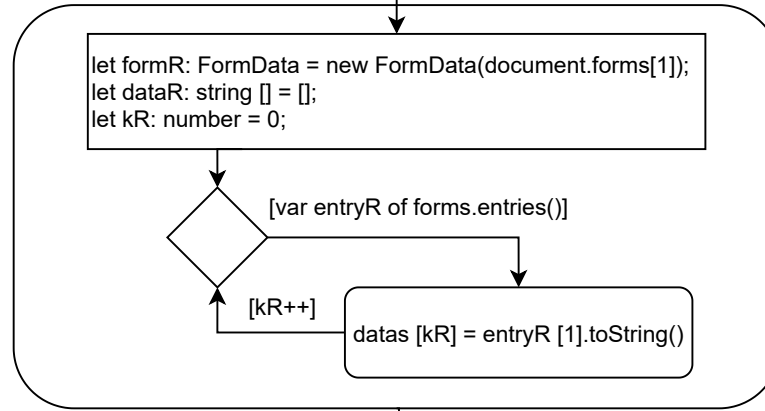 let formR: FormData = new FormData(document.forms[1]);
let dataR: string [] = [];
let kR: number = 0;
[var entryR of forms.entries()]
[kR++]
datas [kR] = entryR [1].toString()